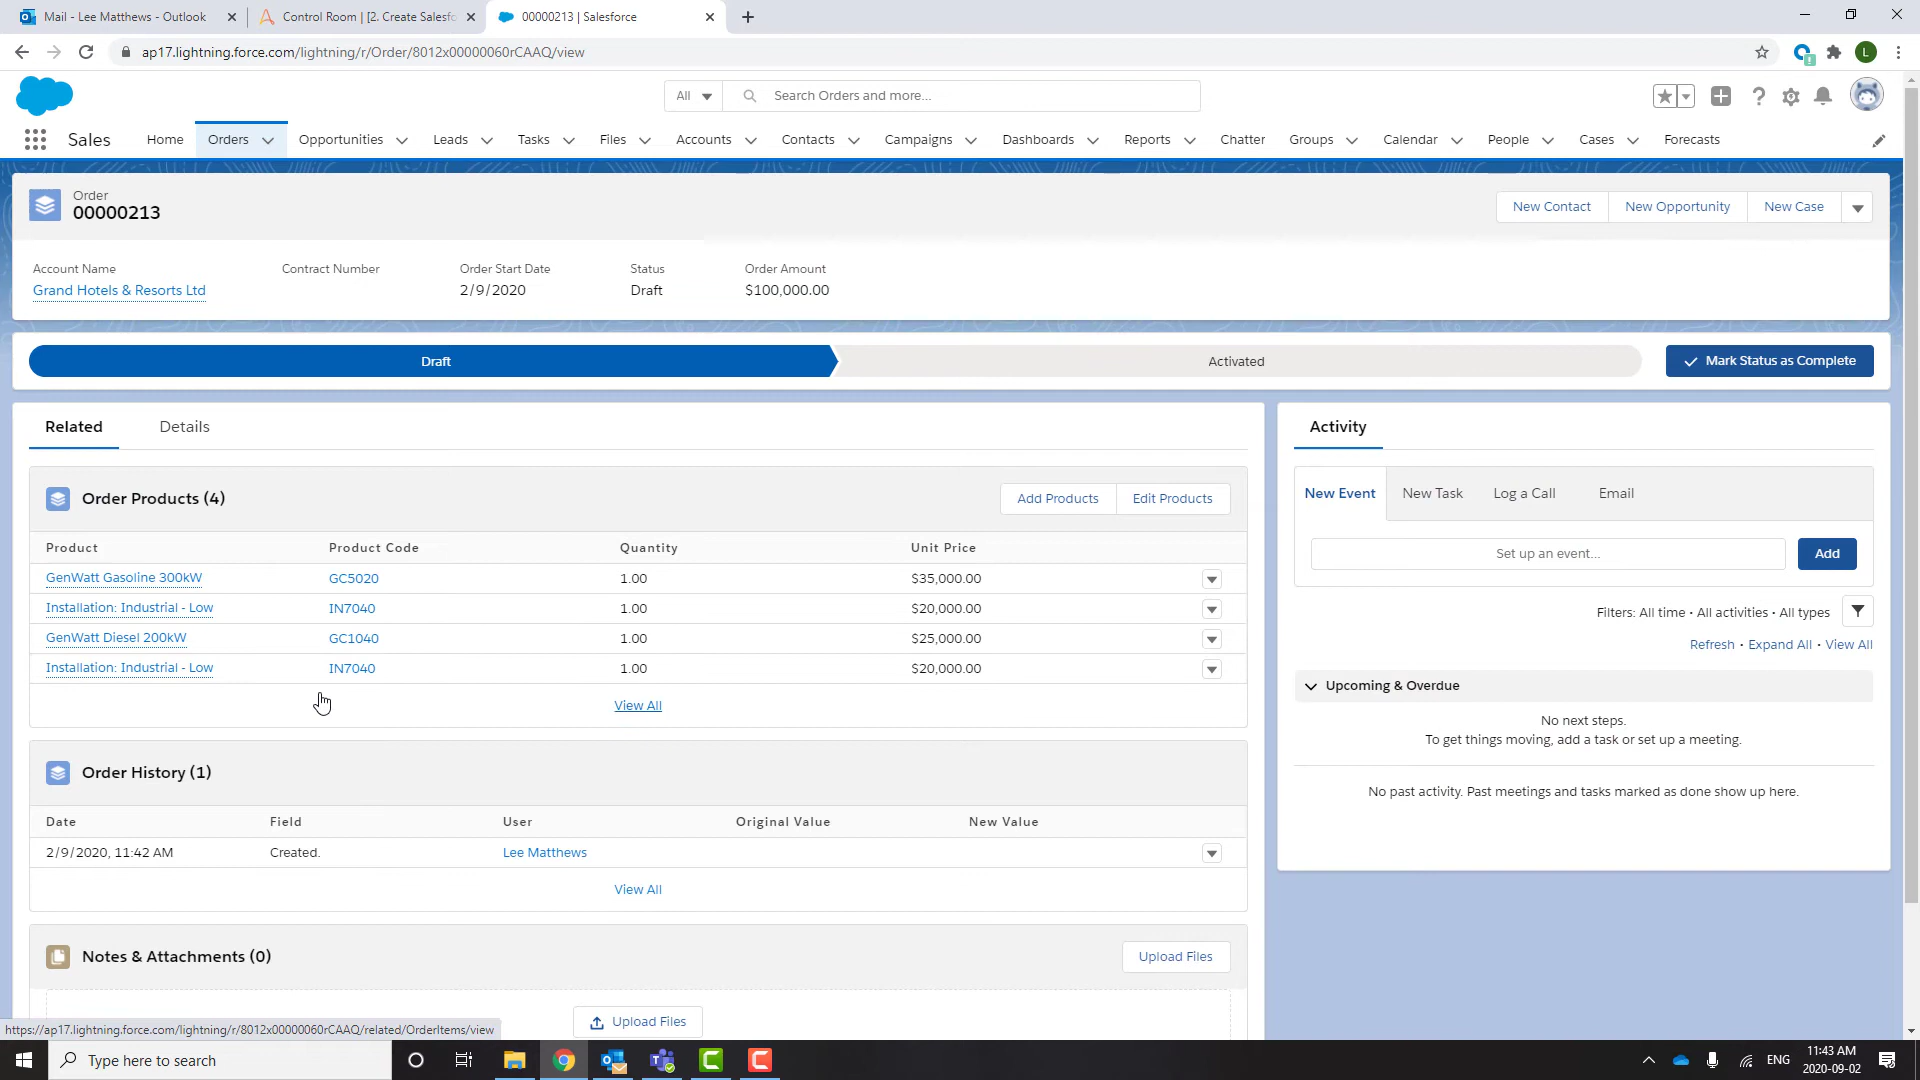 Mail - Lee Matthews - Outlook
Control Room | [2. Create Salesfo
00000213 | Salesforce
ap17.lightning.force.com/lightning/r/Order/8012x00000060rCAAQ/view
L
All
Search Orders and more...
Sales
Home
Orders
Opportunities
Leads
Tasks
Files
Accounts
Contacts
Campaigns
Dashboards
Reports
Chatter
Groups
Calendar
People
Cases
Forecasts
Order
00000213
New Contact
New Opportunity
New Case
Account Name
Contract Number
Order Start Date
Status
Order Amount
Grand Hotels & Resorts Ltd
2/9/2020
Draft
$100,000.00
Draft
Activated
Mark Status as Complete
Related
Details
Activity
Order Products (4)
Add Products
Edit Products
Product
Product Code
Quantity
Unit Price
GenWatt Gasoline 300kW
GC5020
1.00
$35,000.00
Installation: Industrial - Low
IN7040
1.00
$20,000.00
GenWatt Diesel 200kW
GC1040
1.00
$25,000.00
Installation: Industrial - Low
IN7040
1.00
$20,000.00
View All
New Event
New Task
Log a Call
Email
Set up an event...
Add
Filters: All time • All activities • All types
Refresh • Expand All • View All
Upcoming & Overdue
No next steps.
To get things moving, add a task or set up a meeting.
No past activity. Past meetings and tasks marked as done show up here.
Order History (1)
Date
Field
User
Original Value
New Value
2/9/2020, 11:42 AM
Created.
Lee Matthews
View All
Notes & Attachments (0)
Upload Files
Upload Files
https://ap17.lightning.force.com/lightning/r/8012x00000060rCAAQ/related/OrderItems/view
Type here to search
ENG
11:43 AM
2020-09-02